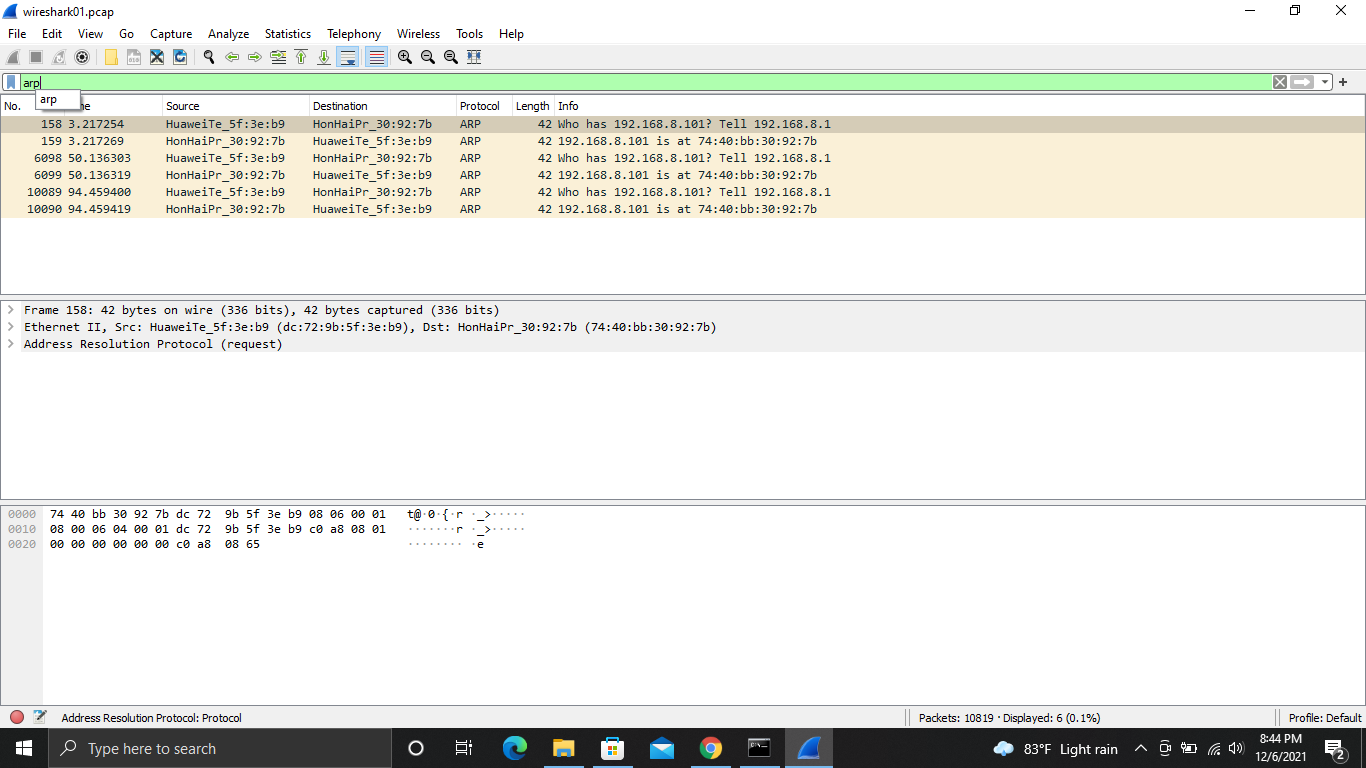 wireshark01.pcap
File Edit View Go Capture Analyze Statistics Telephony Wireless Tools Help
arp
arp
No. Source Destination Protocol Length Info
158 3.217254 HuaweiTe_5f:3e:b9 HonHaiPr_30:92:7b ARP 42 Who has 192.168.8.101? Tell 192.168.8.1
159 3.217269 HonHaiPr_30:92:7b HuaweiTe_5f:3e:b9 ARP 42 192.168.8.101 is at 74:40:bb:30:92:7b
6098 50.136303 HuaweiTe_5f:3e:b9 HonHaiPr_30:92:7b ARP 42 Who has 192.168.8.101? Tell 192.168.8.1
6099 50.136319 HonHaiPr_30:92:7b HuaweiTe_5f:3e:b9 ARP 42 192.168.8.101 is at 74:40:bb:30:92:7b
10089 94.459400 HuaweiTe_5f:3e:b9 HonHaiPr_30:92:7b ARP 42 Who has 192.168.8.101? Tell 192.168.8.1
10090 94.459419 HonHaiPr_30:92:7b HuaweiTe_5f:3e:b9 ARP 42 192.168.8.101 is at 74:40:bb:30:92:7b
Frame 158: 42 bytes on wire (336 bits), 42 bytes captured (336 bits)
Ethernet II, Src: HuaweiTe_5f:3e:b9 (dc:72:9b:5f:3e:b9), Dst: HonHaiPr_30:92:7b (74:40:bb:30:92:7b)
Address Resolution Protocol (request)
0000 74 40 bb 30 92 7b dc 72 9b 5f 3e b9 08 06 00 01 t@·0·{·r ·_>·····
0010 08 00 06 04 00 01 dc 72 9b 5f 3e b9 c0 a8 08 01 ·······r ·_>·····
0020 00 00 00 00 00 00 c0 a8 08 65 ········ ·e
Address Resolution Protocol: Protocol Packets: 10819 · Displayed: 6 (0.1%) Profile: Default
Type here to search 83°F Light rain 8:44 PM
12/6/2021 2